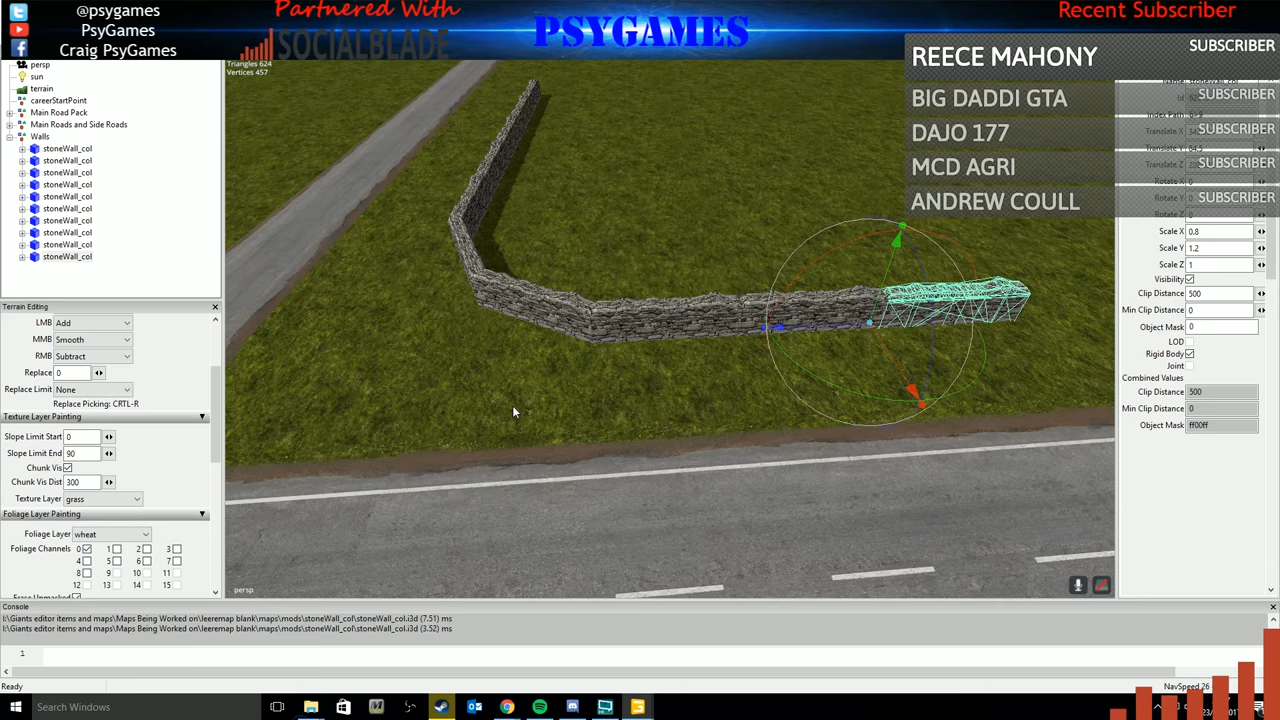 @psygames
PsyGames
Craig PsyGames
Partnered With
SOCIALBLADE
PSYGAMES
Recent Subscriber
REECE MAHONY SUBSCRIBER
BIG DADDI GTA SUBSCRIBER
DAJO 177 SUBSCRIBER
MCD AGRI SUBSCRIBER
ANDREW COULL SUBSCRIBER
persp
sun
terrain
careerStartPoint
Main Road Pack
Main Roads and Side Roads
Walls
stoneWall_col
stoneWall_col
stoneWall_col
stoneWall_col
stoneWall_col
stoneWall_col
stoneWall_col
stoneWall_col
stoneWall_col
stoneWall_col
Terrain Editing
LMB Add
MMB Smooth
RMB Subtract
Replace 0
Replace Limit None
Replace Picking: CRTL-R
Texture Layer Painting
Slope Limit Start 0
Slope Limit End 90
Chunk Vis
Chunk Vis Dist 300
Texture Layer grass
Foliage Layer Painting
Foliage Layer wheat
Foliage Channels 0 1 2 3
4 5 6 7
8 9 10 11
12 13 14 15
Triangles 624
Vertices 457
persp
Scale X 0.8
Scale Y 1.2
Scale Z 1
Visibility
Clip Distance 500
Min Clip Distance 0
Object Mask 0
LOD
Rigid Body
Joint
Combined Values
Clip Distance 500
Min Clip Distance 0
Object Mask ff00ff
Console
I:\Giants editor items and maps\Maps Being Worked on\leeremap blank\maps\mods\stoneWall_col\stoneWall_col.i3d (7.51) ms
I:\Giants editor items and maps\Maps Being Worked on\leeremap blank\maps\mods\stoneWall_col\stoneWall_col.i3d (3.52) ms
1
Ready
NavSpeed 26
Search Windows